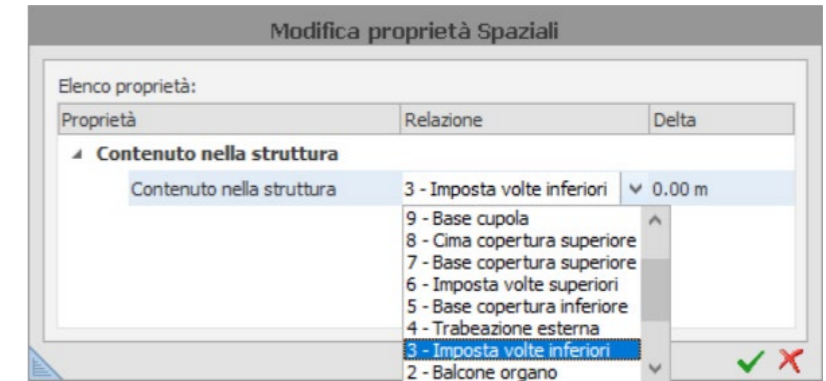 Modifica proprietà Spaziali
Elenco proprietà:
Proprietà Relazione Delta
Contenuto nella struttura
Contenuto nella struttura 3 - Imposta volte inferiori 0.00 m
9 - Base cupola
8 - Cima copertura superiore
7 - Base copertura superiore
6 - Imposta volte superiori
5 - Base copertura inferiore
4 - Trabeazione esterna
3 - Imposta volte inferiori
2 - Balcone organo